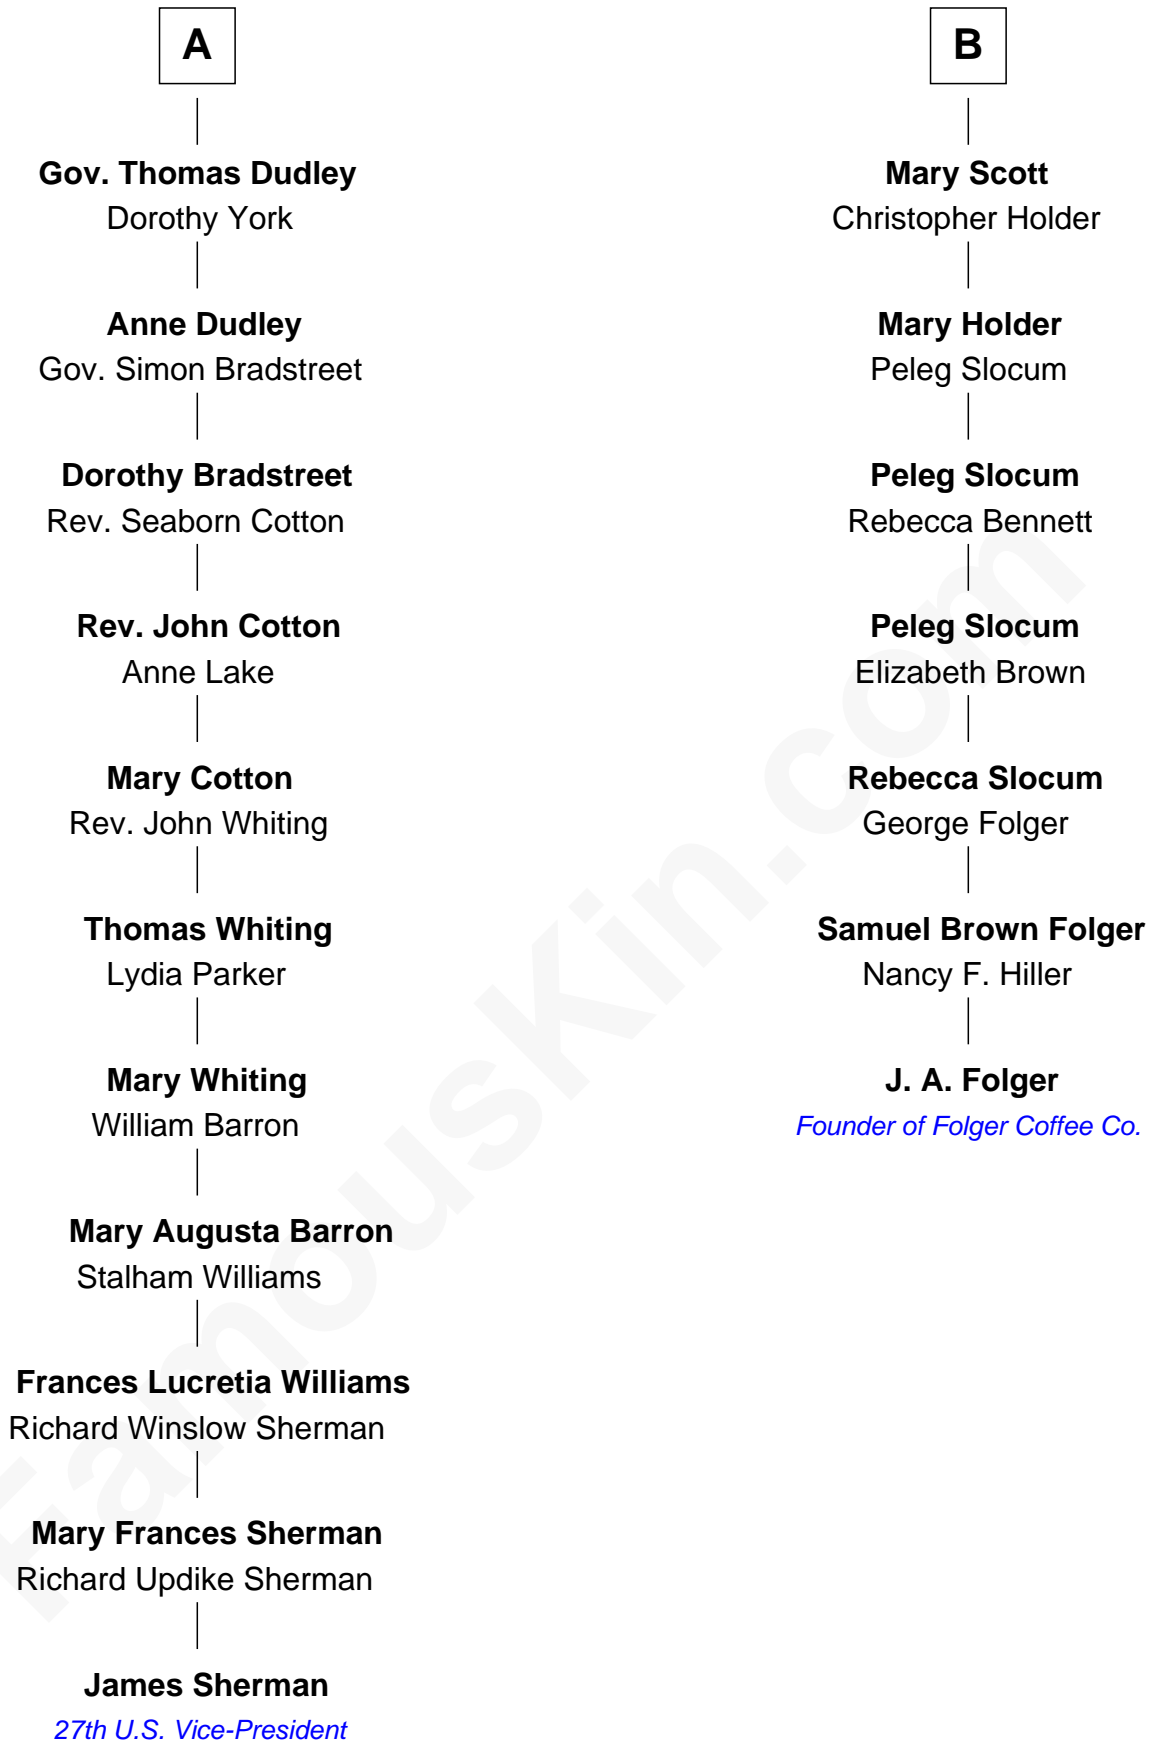 A
Gov. Thomas Dudley
Dorothy York
Anne Dudley
Gov. Simon Bradstreet
Dorothy Bradstreet
Rev. Seaborn Cotton
Rev. John Cotton
Anne Lake
Mary Cotton
Rev. John Whiting
Thomas Whiting
Lydia Parker
Mary Whiting
William Barron
Mary Augusta Barron
Stalham Williams
Frances Lucretia Williams
Richard Winslow Sherman
Mary Frances Sherman
Richard Updike Sherman
James Sherman
27th U.S. Vice-President
B
Mary Scott
Christopher Holder
Mary Holder
Peleg Slocum
Peleg Slocum
Rebecca Bennett
Peleg Slocum
Elizabeth Brown
Rebecca Slocum
George Folger
Samuel Brown Folger
Nancy F. Hiller
J. A. Folger
Founder of Folger Coffee Co.
FamousKin.com